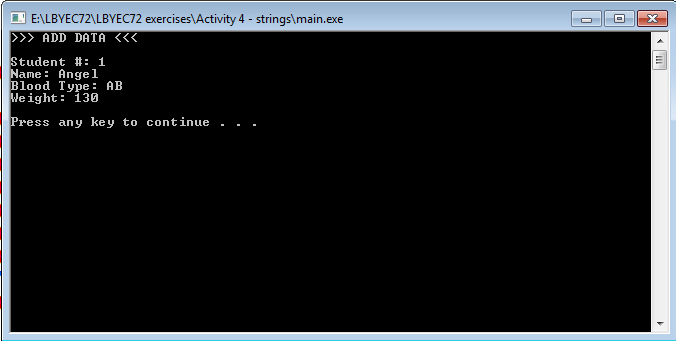 E:\LBYEC72\LBYEC72 exercises\Activity 4 - strings\main.exe
>>> ADD DATA <<<
Student #: 1
Name: Angel
Blood Type: AB
Weight: 130
Press any key to continue . . .